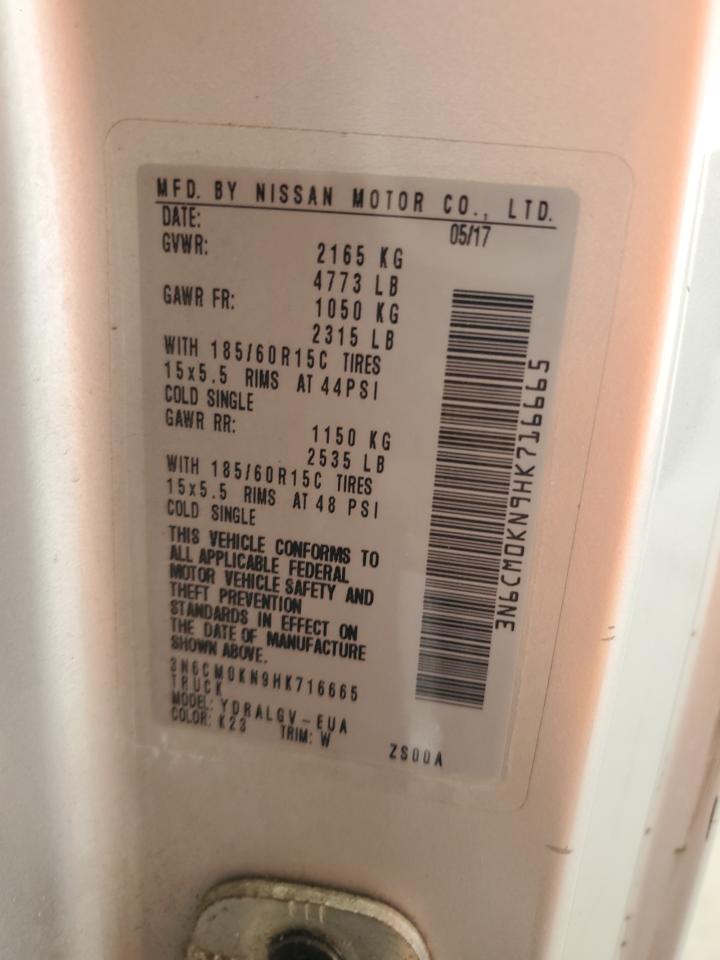 MFD. BY NISSAN MOTOR CO., LTD.
DATE: 05/17
GVWR: 2165 KG
4773 LB
GAWR FR: 1050 KG
2315 LB
WITH 185/60R15C TIRES
15x5.5 RIMS AT 44PSI
COLD SINGLE
GAWR RR: 1150 KG
2535 LB
WITH 185/60R15C TIRES
15x5.5 RIMS AT 48 PSI
COLD SINGLE
THIS VEHICLE CONFORMS TO
ALL APPLICABLE FEDERAL
MOTOR VEHICLE SAFETY AND
THEFT PREVENTION
STANDARDS IN EFFECT ON
THE DATE OF MANUFACTURE
SHOWN ABOVE.
3N6CM0KN9HK716665
TRUCK
MODEL: YDRALGV-EUA
COLOR: K23 TRIM: W ZS00A
3N6CM0KN9HK716665